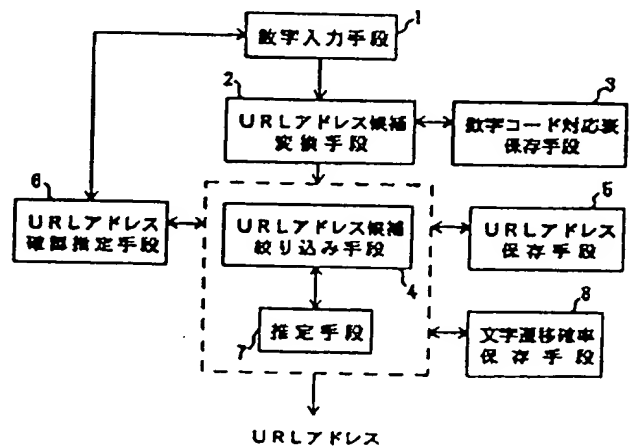 1
数字入力手段
2
URLアドレス候補
変換手段
3
数字コード対応表
保存手段
6
URLアドレス
確認指定手段
URLアドレス候補
絞り込み手段
4
5
URLアドレス
保存手段
7
推定手段
8
文字遷移確率
保存手段
URLアドレス